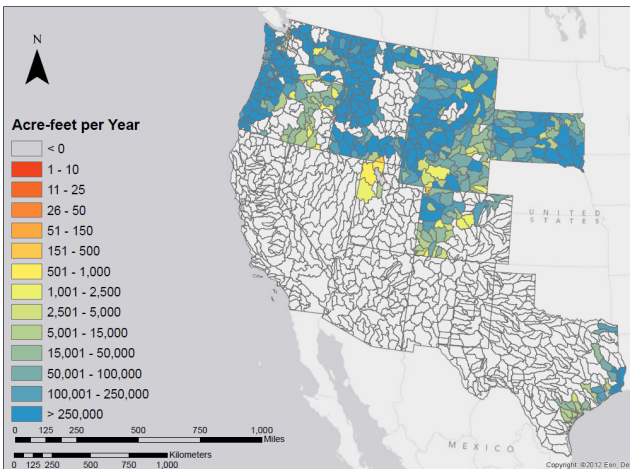 N
Acre-feet per Year
< 0
1 - 10
11 - 25
26 - 50
51 - 150
151 - 500
501 - 1,000
1,001 - 2,500
2,501 - 5,000
5,001 - 15,000
15,001 - 50,000
50,001 - 100,000
100,001 - 250,000
> 250,000
0 125 250 500 750 1,000
Miles
Kilometers
0 125 250 500 750 1,000
UNITED
STATES
MEXICO
Copyright: ©2012 Esri, De